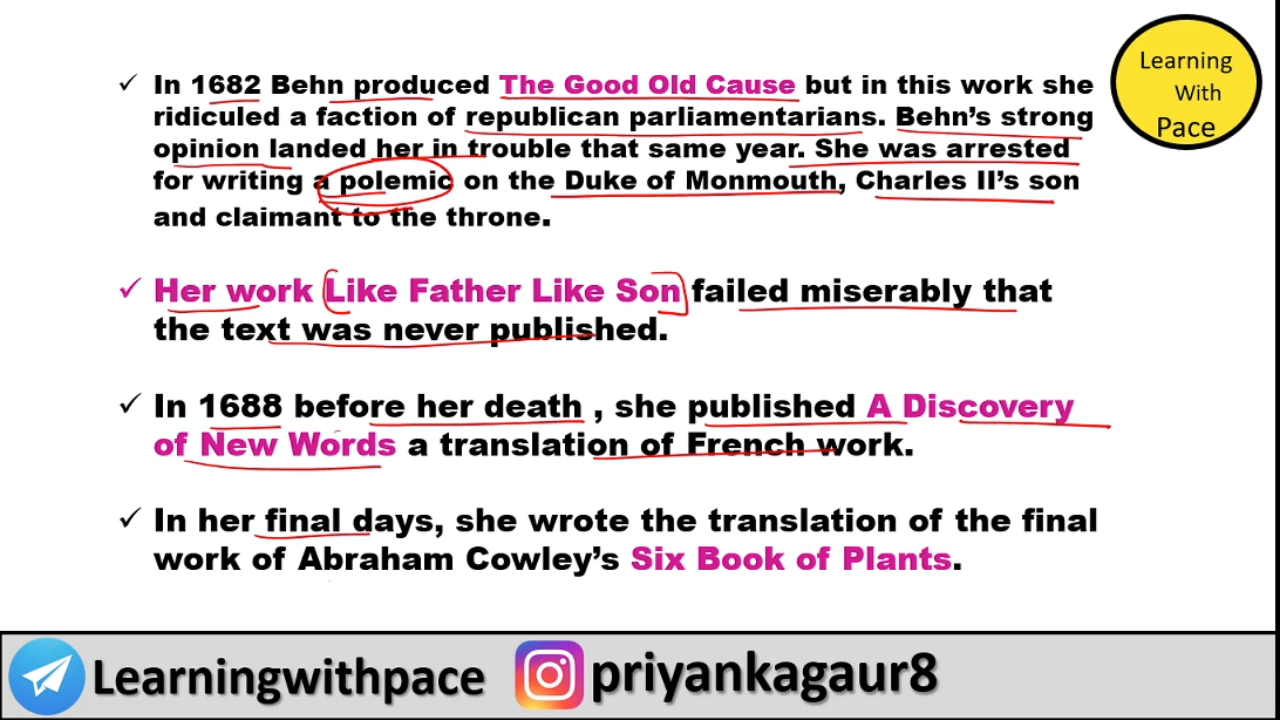 Learning
With
Pace
In 1682 Behn produced The Good Old Cause but in this work she
ridiculed a faction of republican parliamentarians. Behn’s strong
opinion landed her in trouble that same year. She was arrested
for writing a polemic on the Duke of Monmouth, Charles II’s son
and claimant to the throne.
Her work Like Father Like Son failed miserably that
the text was never published.
In 1688 before her death , she published A Discovery
of New Words a translation of French work.
In her final days, she wrote the translation of the final
work of Abraham Cowley’s Six Book of Plants.
Learningwithpace
priyankagaur8